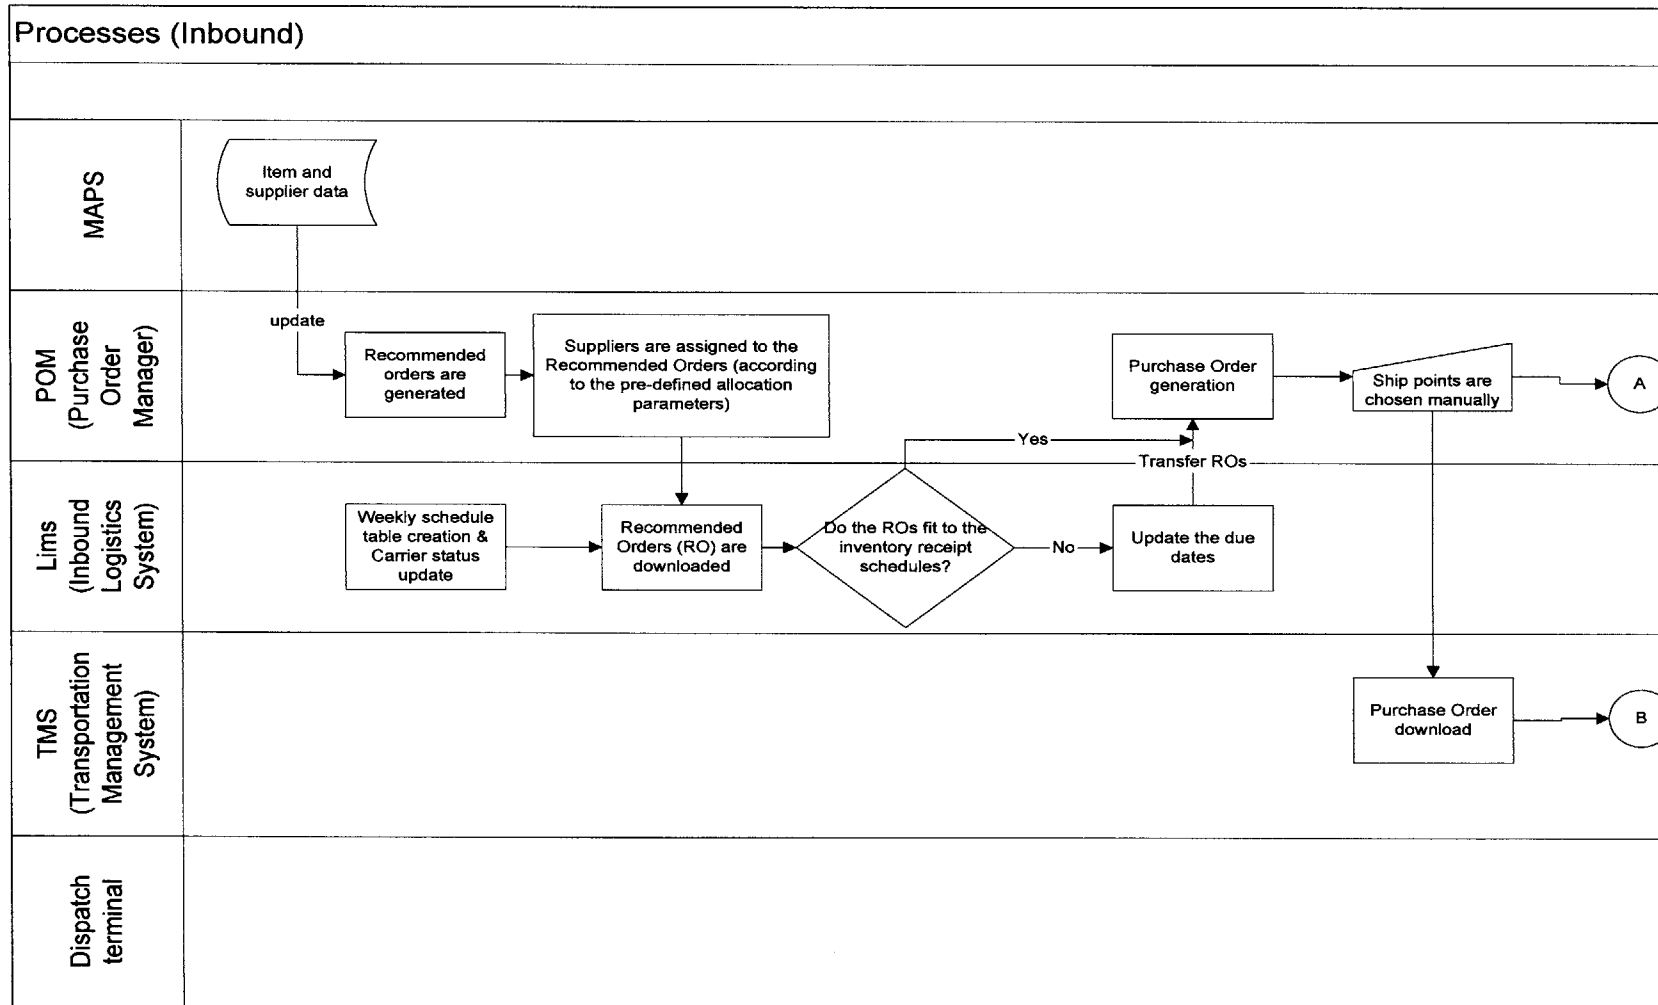 Processes (Inbound)
MAPS
Item and
supplier data
update
POM
(Purchase
Order
Manager)
Recommended
orders are
generated
Suppliers are assigned to the
Recommended Orders (according
to the pre-defined allocation
parameters)
Purchase Order
generation
Ship points are
chosen manually
A
Yes
Transfer ROs
Lims
(Inbound
Logistics
System)
Weekly schedule
table creation &
Carrier status
update
Recommended
Orders (RO) are
downloaded
Do the ROs fit to the
inventory receipt
schedules?
No
Update the due
dates
TMS
(Transportation
Management
System)
Purchase Order
download
B
Dispatch
terminal